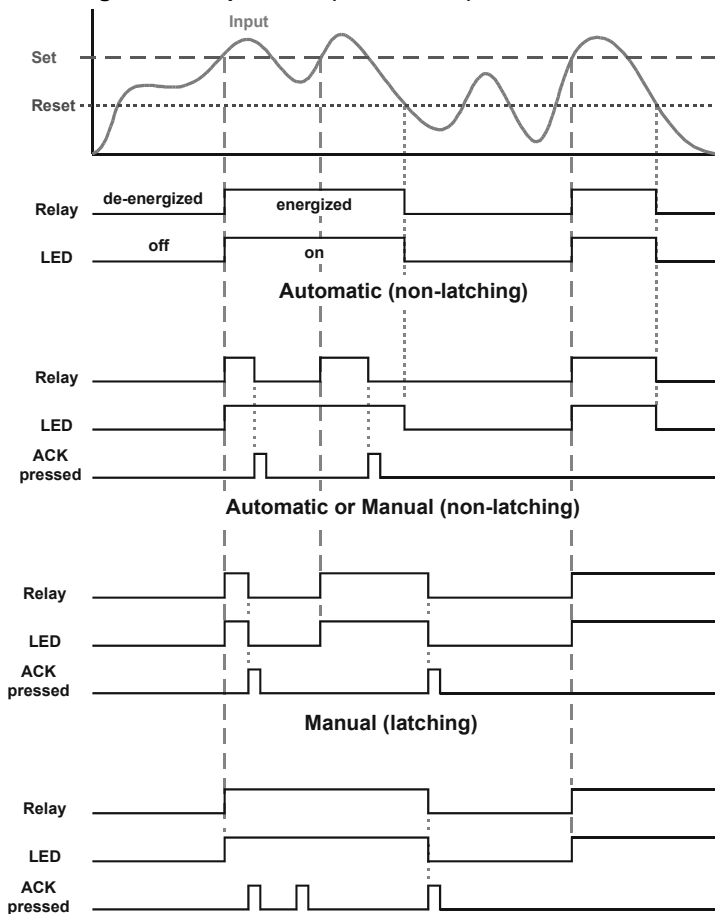 Input
Set
Reset
Relay de-energized energized
LED off on
Automatic (non-latching)
Relay
LED
ACK
pressed
Automatic or Manual (non-latching)
Relay
LED
ACK
pressed
Manual (latching)
Relay
LED
ACK
pressed